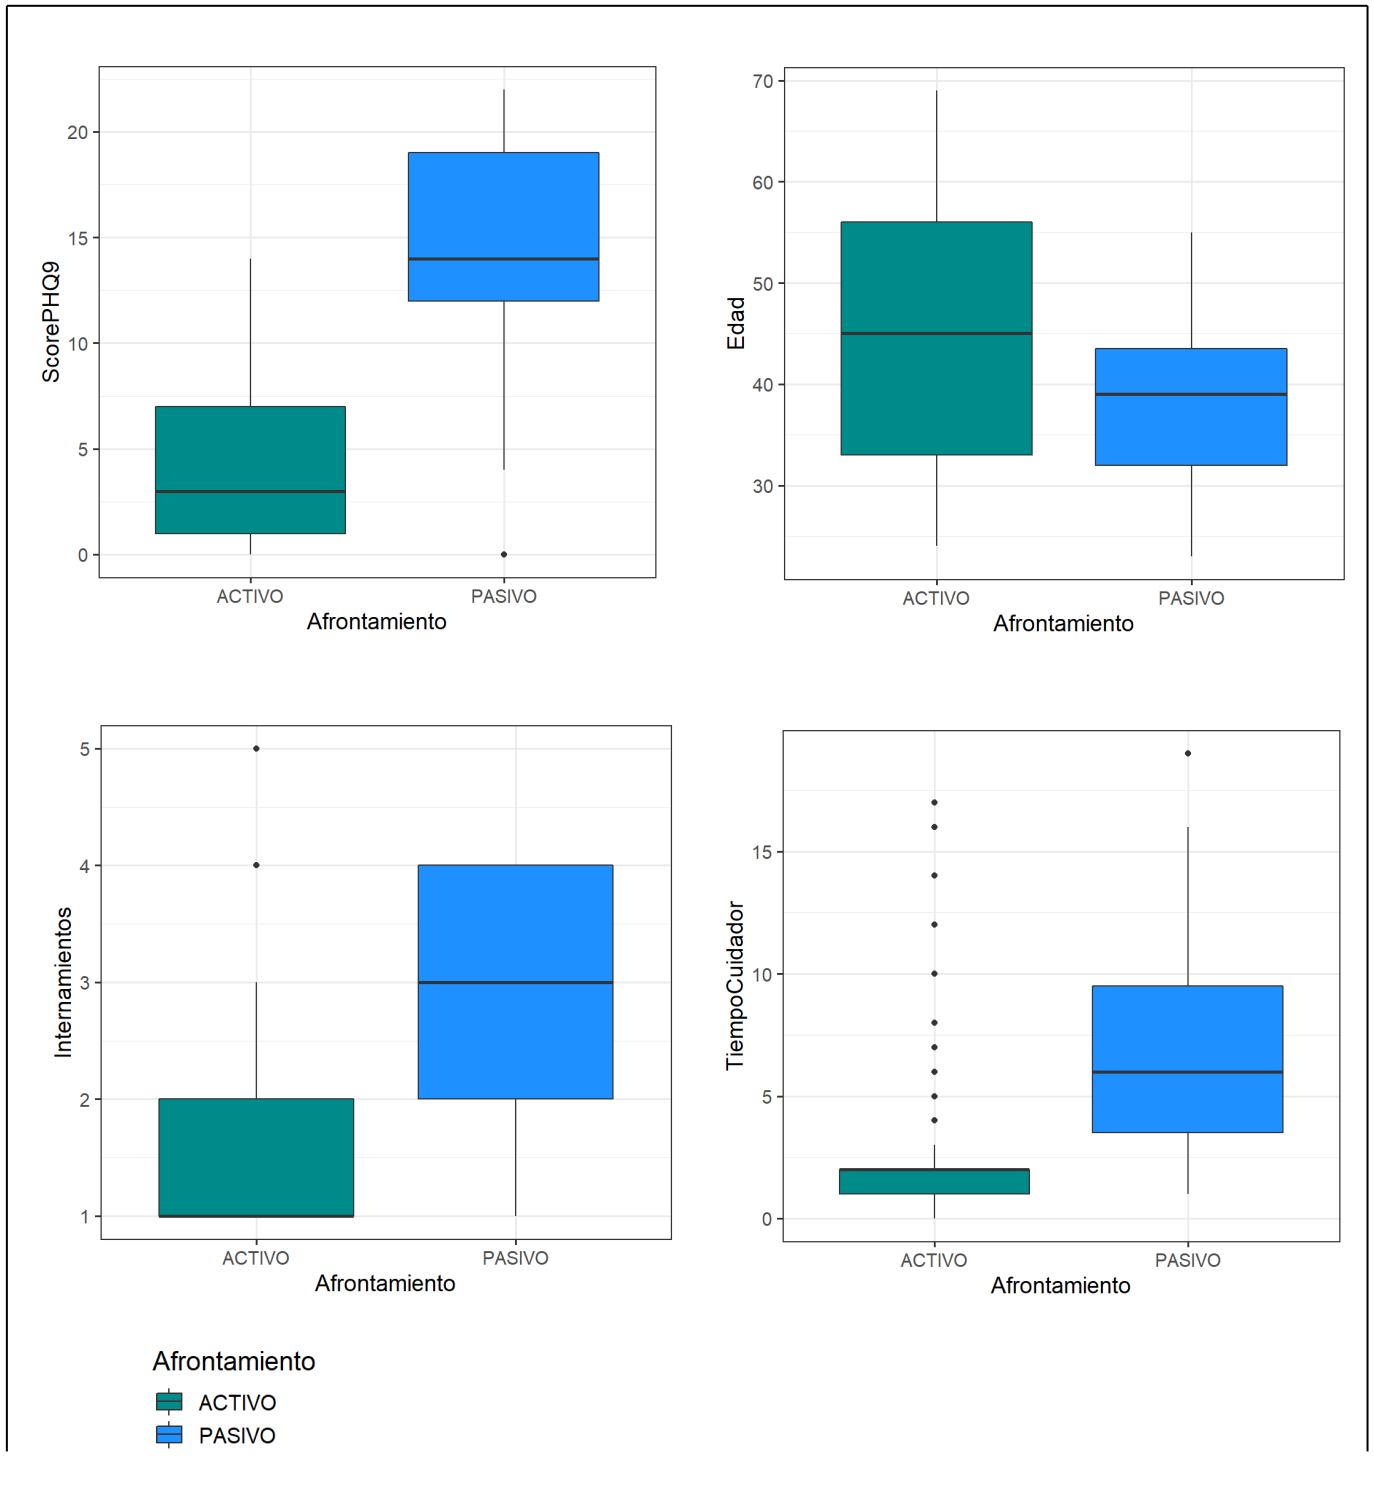 ScorePHQ9
20
15
10
5
0
ACTIVO PASIVO
Afrontamiento
Edad
70
60
50
40
30
ACTIVO PASIVO
Afrontamiento
Internamientos
5
4
3
2
1
ACTIVO PASIVO
Afrontamiento
TiempoCuidador
15
10
5
0
ACTIVO PASIVO
Afrontamiento
Afrontamiento
ACTIVO
PASIVO